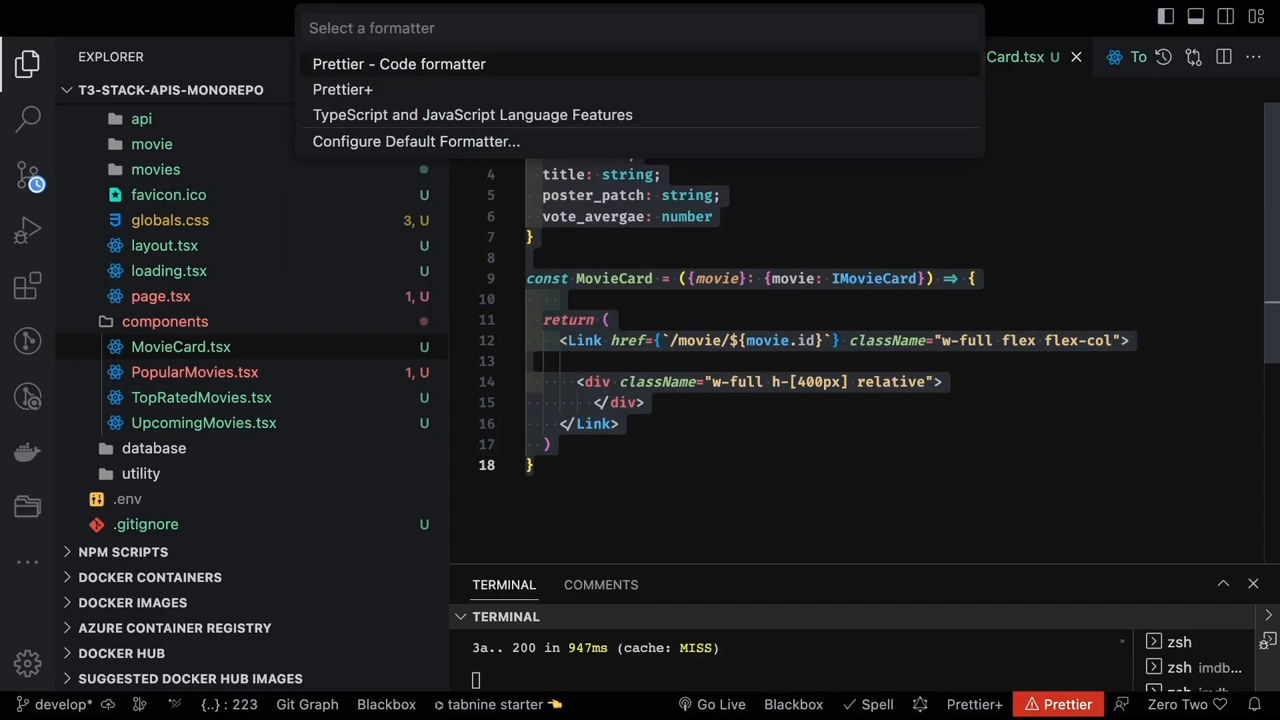 Select a formatter
Prettier - Code formatter
Prettier+
TypeScript and JavaScript Language Features
Configure Default Formatter...
EXPLORER
T3-STACK-APIS-MONOREPO
api
movie
movies
favicon.ico U
globals.css 3, U
layout.tsx U
loading.tsx U
page.tsx 1, U
components
MovieCard.tsx U
PopularMovies.tsx 1, U
TopRatedMovies.tsx U
UpcomingMovies.tsx U
database
utility
.env
.gitignore U
NPM SCRIPTS
DOCKER CONTAINERS
DOCKER IMAGES
AZURE CONTAINER REGISTRY
DOCKER HUB
SUGGESTED DOCKER HUB IMAGES
Card.tsx U
To
4 title: string;
5 poster_patch: string;
6 vote_avergae: number
7 }
8
9 const MovieCard = ({movie}: {movie: IMovieCard}) => {
10
11 return (
12 <Link href={`/movie/${movie.id}`} className="w-full flex flex-col">
13
14 <div className="w-full h-[400px] relative">
15 </div>
16 </Link>
17 )
18 }
TERMINAL COMMENTS
TERMINAL
3a.. 200 in 947ms (cache: MISS)
zsh
zsh imdb...
develop* {..} : 223 Git Graph Blackbox tabnine starter Go Live Blackbox Spell Prettier+ Prettier Zero Two